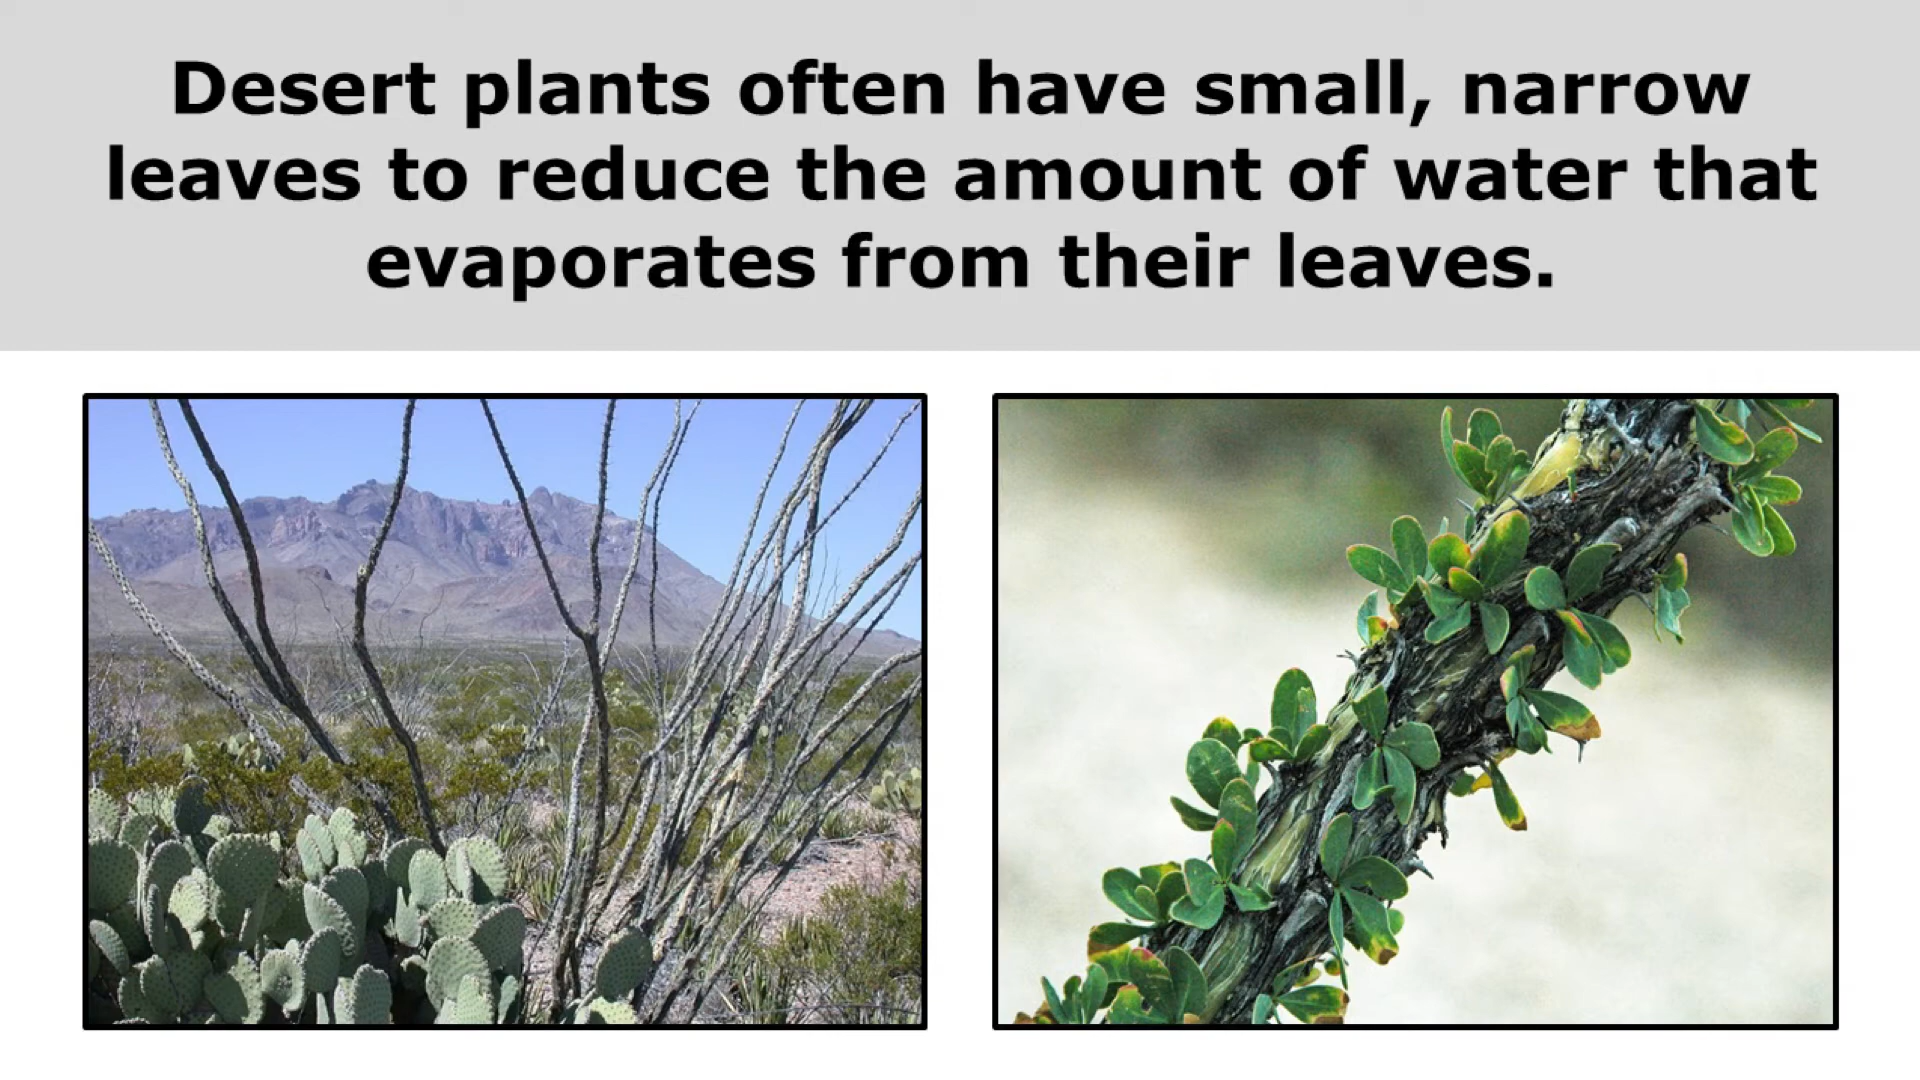 Desert plants often have small, narrow
leaves to reduce the amount of water that
evaporates from their leaves.